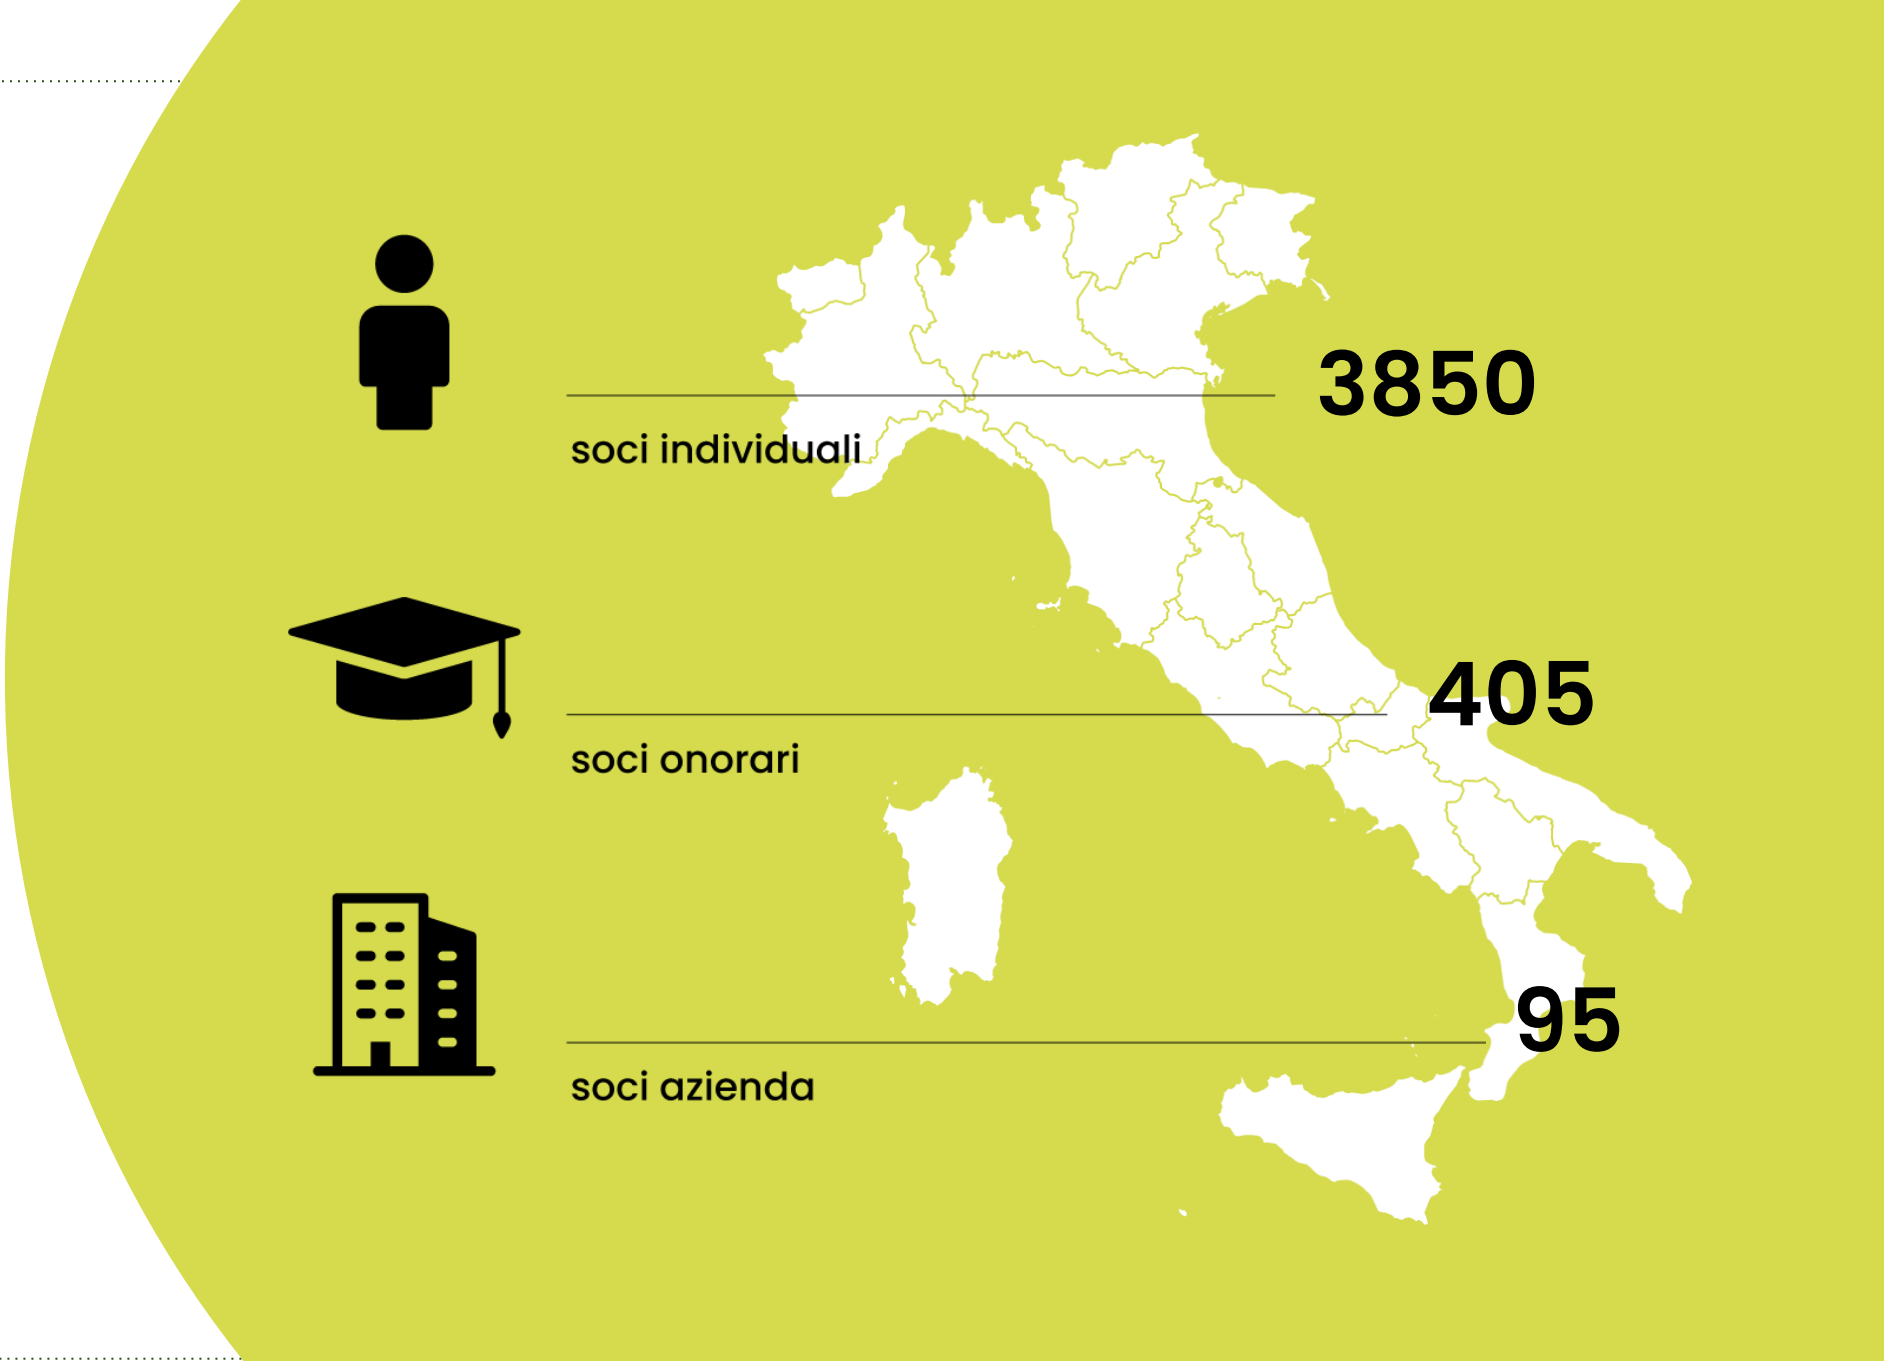 3850
soci individuali
405
soci onorari
95
soci azienda